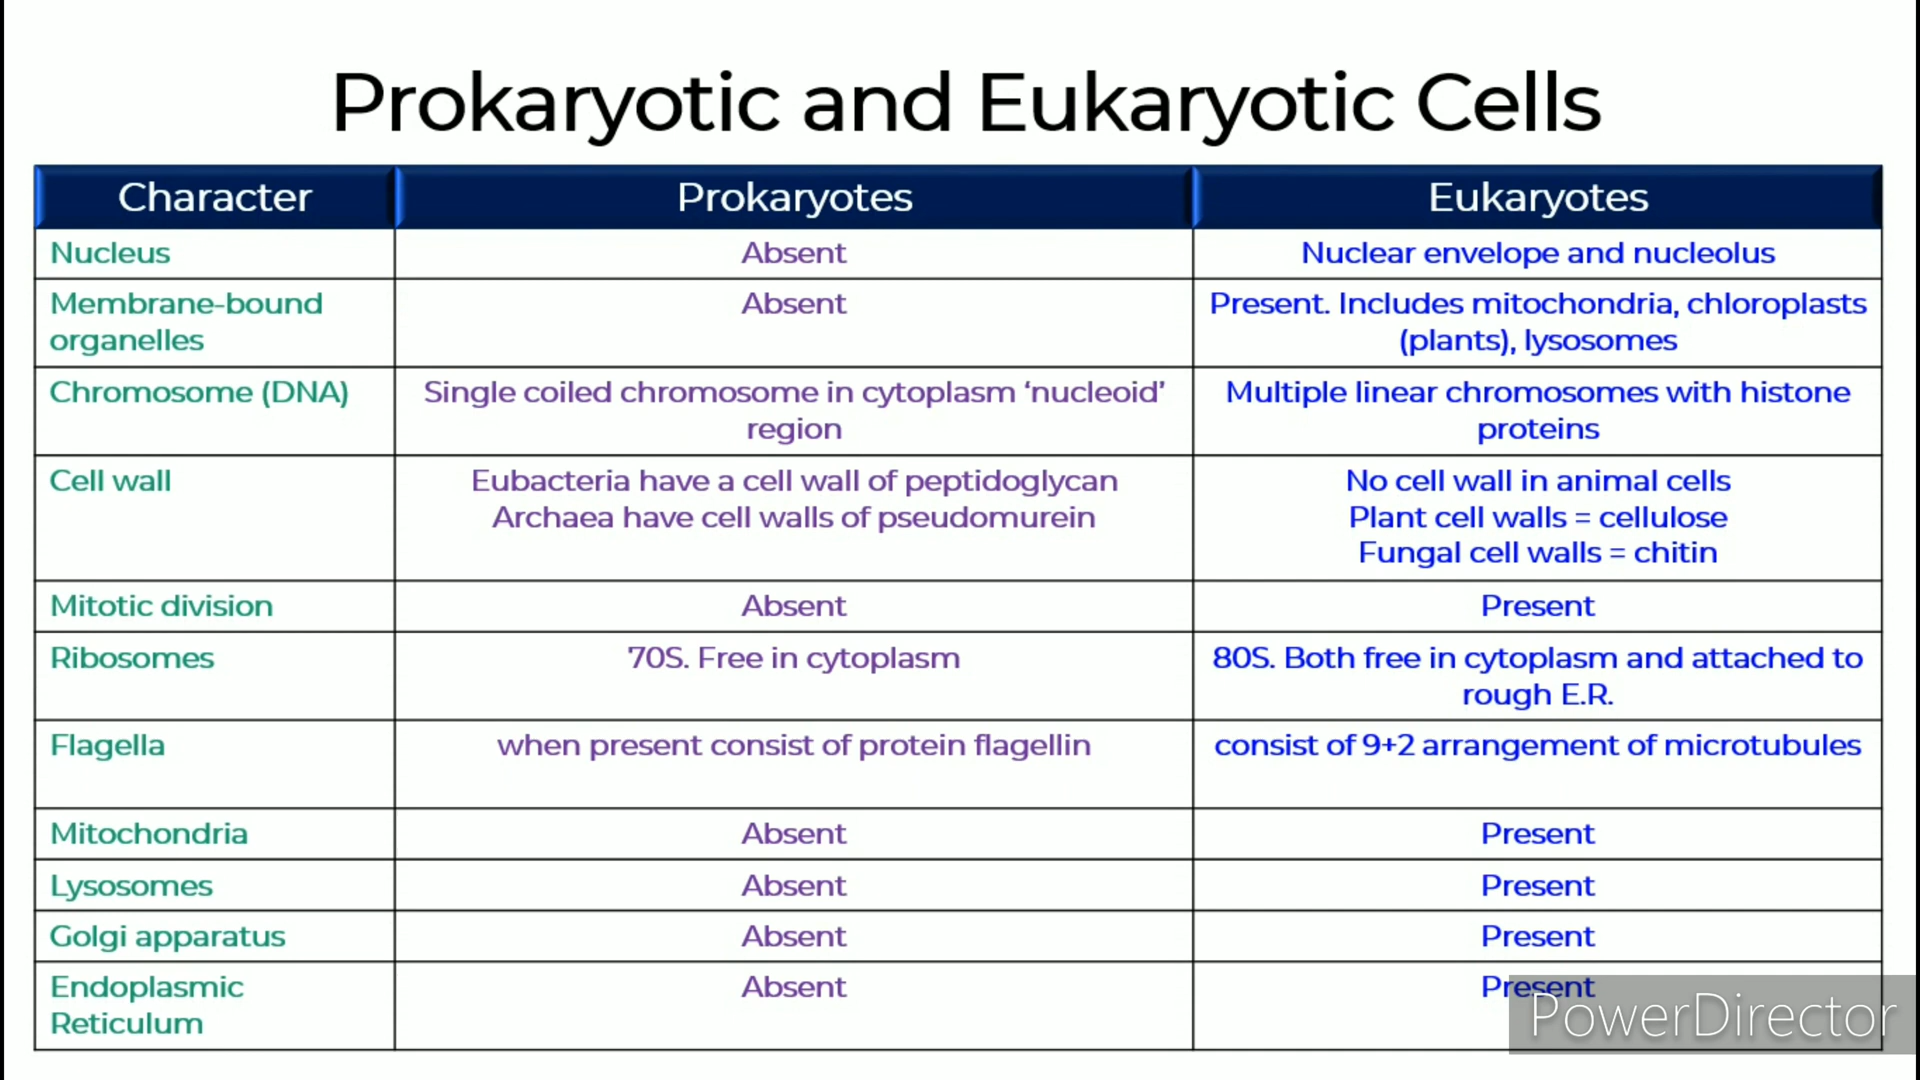 Prokaryotic and Eukaryotic Cells
Character
Prokaryotes
Eukaryotes
Nucleus
Absent
Nuclear envelope and nucleolus
Membrane-bound
organelles
Absent
Present. Includes mitochondria, chloroplasts
(plants), lysosomes
Chromosome (DNA)
Single coiled chromosome in cytoplasm ‘nucleoid’
region
Multiple linear chromosomes with histone
proteins
Cell wall
Eubacteria have a cell wall of peptidoglycan
Archaea have cell walls of pseudomurein
No cell wall in animal cells
Plant cell walls = cellulose
Fungal cell walls = chitin
Mitotic division
Absent
Present
Ribosomes
70S. Free in cytoplasm
80S. Both free in cytoplasm and attached to
rough E.R.
Flagella
when present consist of protein flagellin
consist of 9+2 arrangement of microtubules
Mitochondria
Absent
Present
Lysosomes
Absent
Present
Golgi apparatus
Absent
Present
Endoplasmic
Reticulum
Absent
Present
PowerDirector